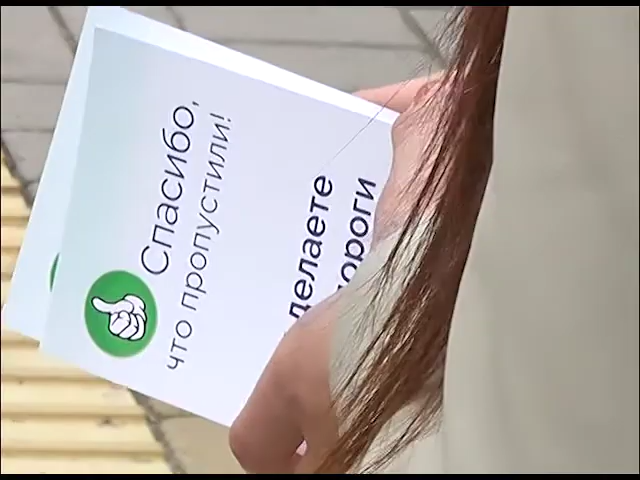 Спасибо,
что пропустили!
делаете
дороги